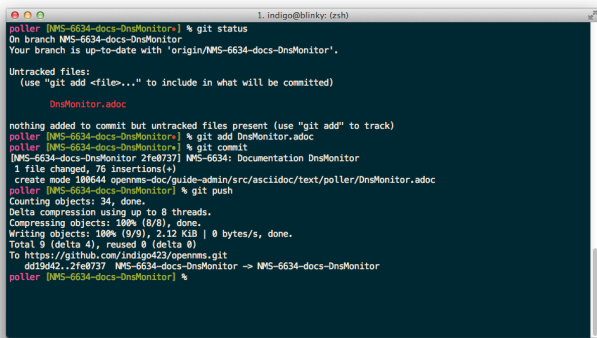 1. indigo@blinky: (zsh)
poller [NMS-6634-docs-DnsMonitor•] % git status
On branch NMS-6634-docs-DnsMonitor
Your branch is up-to-date with 'origin/NMS-6634-docs-DnsMonitor'.
Untracked files:
(use "git add <file>..." to include in what will be committed)
DnsMonitor.adoc
nothing added to commit but untracked files present (use "git add" to track)
poller [NMS-6634-docs-DnsMonitor•] % git add DnsMonitor.adoc
poller [NMS-6634-docs-DnsMonitor•] % git commit
[NMS-6634-docs-DnsMonitor 2fe0737] NMS-6634: Documentation DnsMonitor
1 file changed, 76 insertions(+)
create mode 100644 opennms-doc/guide-admin/src/asciidoc/text/poller/DnsMonitor.adoc
poller [NMS-6634-docs-DnsMonitor] % git push
Counting objects: 34, done.
Delta compression using up to 8 threads.
Compressing objects: 100% (8/8), done.
Writing objects: 100% (9/9), 2.12 KiB | 0 bytes/s, done.
Total 9 (delta 4), reused 0 (delta 0)
To https://github.com/indigo423/opennms.git
dd19d42..2fe0737 NMS-6634-docs-DnsMonitor -> NMS-6634-docs-DnsMonitor
poller [NMS-6634-docs-DnsMonitor] %